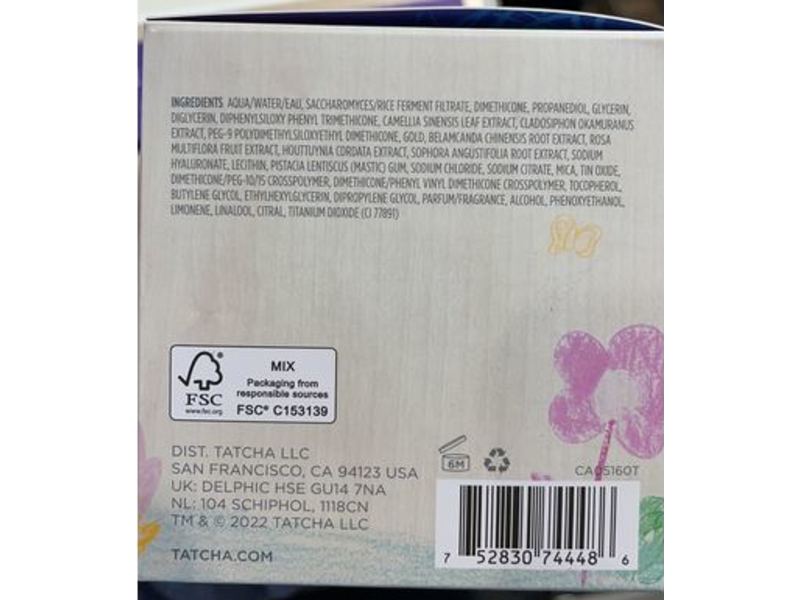 INGREDIENTS AQUA/WATER/EAU, SACCHAROMYCES/RICE FERMENT FILTRATE, DIMETHICONE, PROPANEDIOL, GLYCERIN,
DIGLYCERIN, DIPHENYLSILOXY PHENYL TRIMETHICONE, CAMELLIA SINENSIS LEAF EXTRACT, CLADOSIPHON OKAMURANUS
EXTRACT, PEG-9 POLYDIMETHYLSILOXYETHYL DIMETHICONE, GOLD, BELAMCANDA CHINENSIS ROOT EXTRACT, ROSA
MULTIFLORA FRUIT EXTRACT, HOUTTUYNIA CORDATA EXTRACT, SOPHORA ANGUSTIFOLIA ROOT EXTRACT, SODIUM
HYALURONATE, LECITHIN, PISTACIA LENTISCUS (MASTIC) GUM, SODIUM CHLORIDE, SODIUM CITRATE, MICA, TIN OXIDE,
DIMETHICONE/PEG-10/15 CROSSPOLYMER, DIMETHICONE/PHENYL VINYL DIMETHICONE CROSSPOLYMER, TOCOPHEROL,
BUTYLENE GLYCOL, ETHYLHEXYLGLYCERIN, DIPROPYLENE GLYCOL, PARFUM/FRAGRANCE, ALCOHOL, PHENOXYETHANOL,
LIMONENE, LINALOOL, CITRAL, TITANIUM DIOXIDE (CI 77891)
FSC
www.fsc.org
MIX
Packaging from
responsible sources
FSC® C153139
DIST. TATCHA LLC
SAN FRANCISCO, CA 94123 USA
UK: DELPHIC HSE GU14 7NA
NL: 104 SCHIPHOL, 1118CN
TM & © 2022 TATCHA LLC
TATCHA.COM
6M
CA05160T
7 52830 74448 6